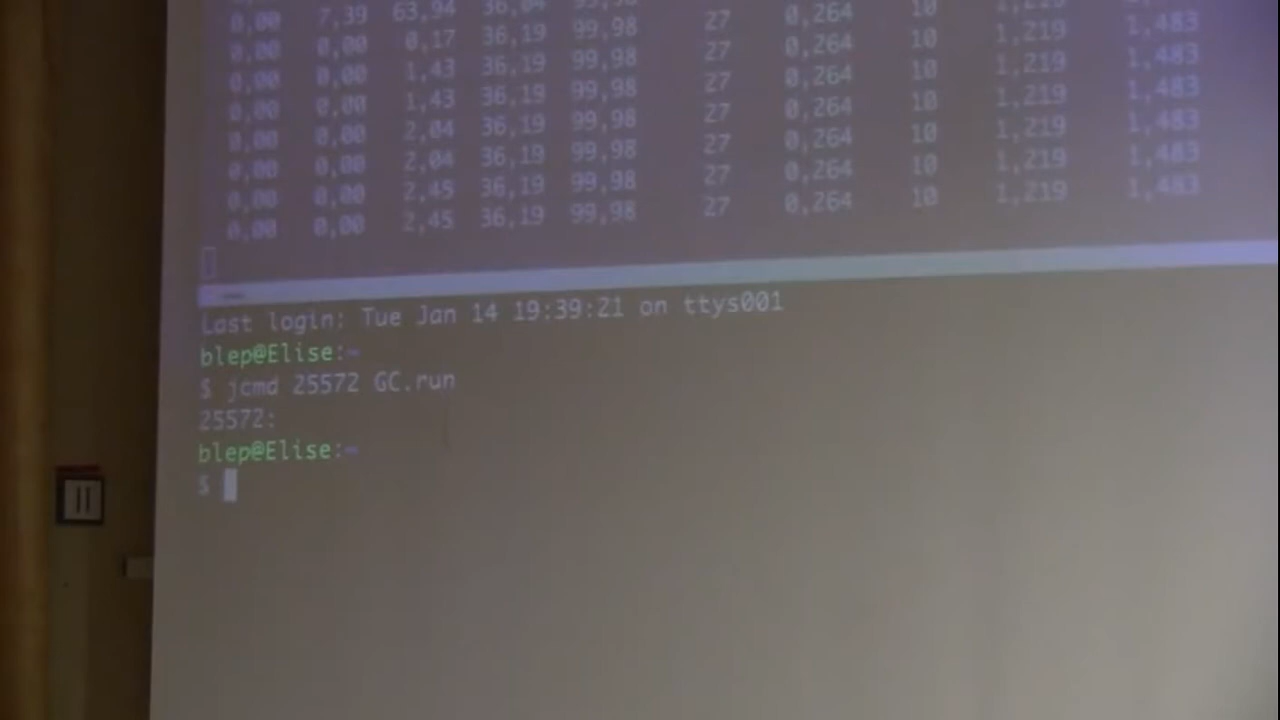 0,00 7,39 63,94 36,04 99,98 27 0,264 10 1,219
0,00 0,00 0,17 36,19 99,98 27 0,264 10 1,219 1,483
0,00 0,00 1,43 36,19 99,98 27 0,264 10 1,219 1,483
0,00 0,00 1,43 36,19 99,98 27 0,264 10 1,219 1,483
0,00 0,00 2,04 36,19 99,98 27 0,264 10 1,219 1,483
0,00 0,00 2,04 36,19 99,98 27 0,264 10 1,219 1,483
0,00 0,00 2,45 36,19 99,98 27 0,264 10 1,219 1,483
0,00 0,00 2,45 36,19 99,98 27 0,264 10 1,219 1,483
Last login: Tue Jan 14 19:39:21 on ttys001
blep@Elise:~
$ jcmd 25572 GC.run
25572:
blep@Elise:~
$